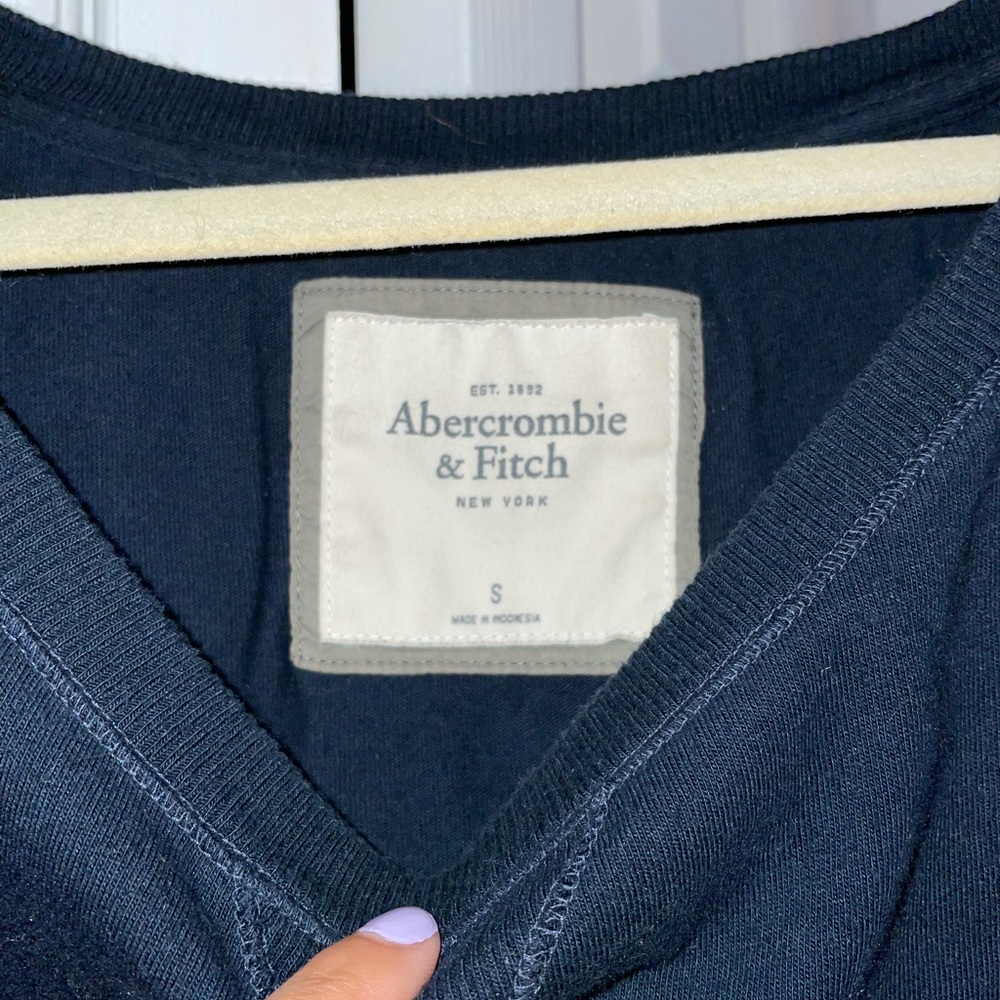 EST. 1892
Abercrombie
& Fitch
NEW YORK
S
MADE IN INDONESIA